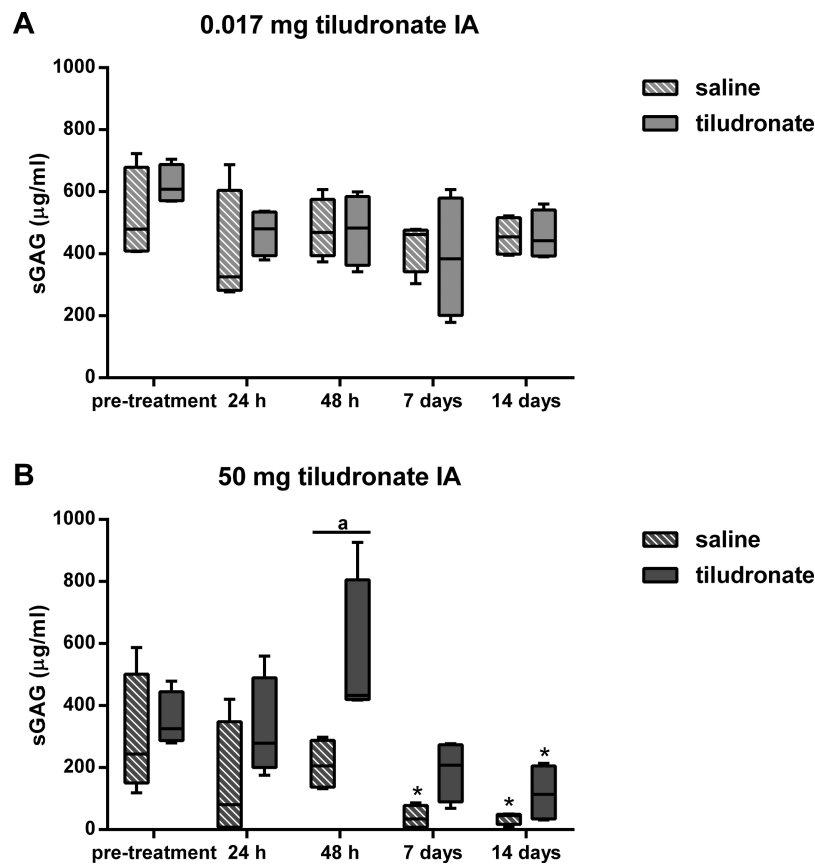 A
0.017 mg tiludronate IA
1000
800
600
400
200
0
sGAG (μg/ml)
pre-treatment 24 h 48 h 7 days 14 days
saline
tiludronate
B
50 mg tiludronate IA
1000
800
600
400
200
0
sGAG (μg/ml)
a
*
*
*
pre-treatment 24 h 48 h 7 days 14 days
saline
tiludronate